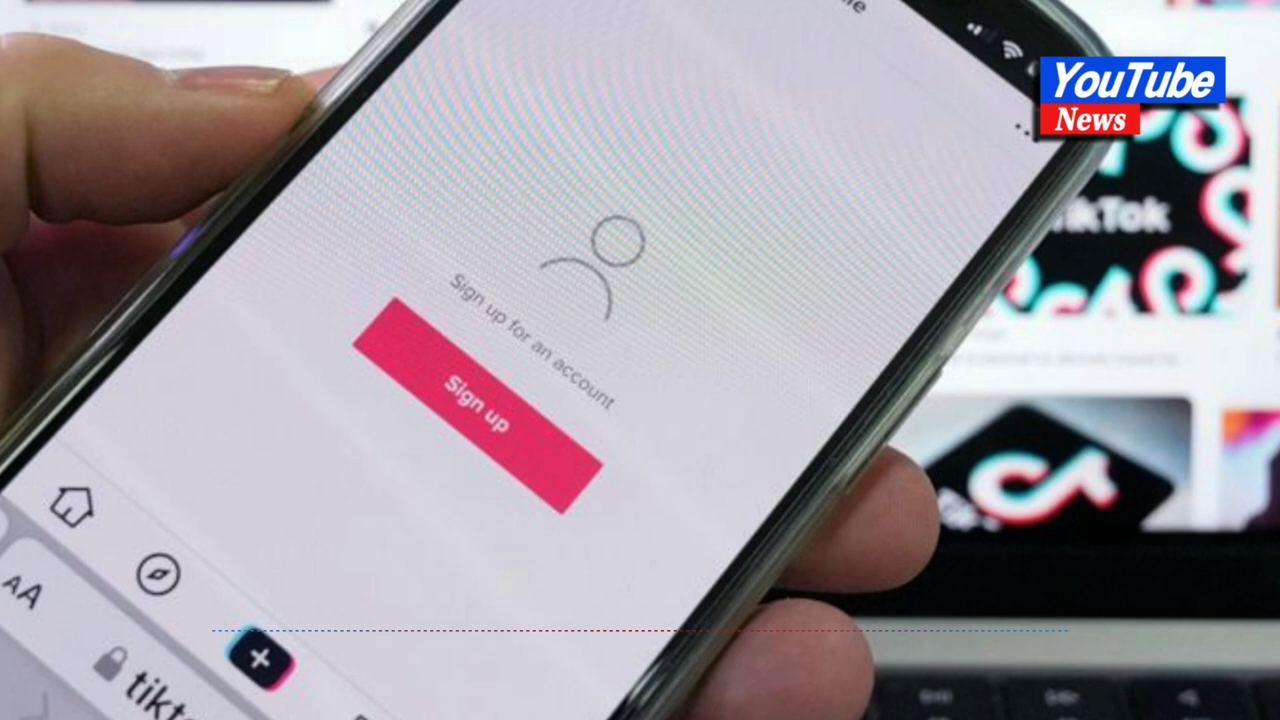 YouTube
News
TikTok
Sign up for an account
Sign up
AA
tikt